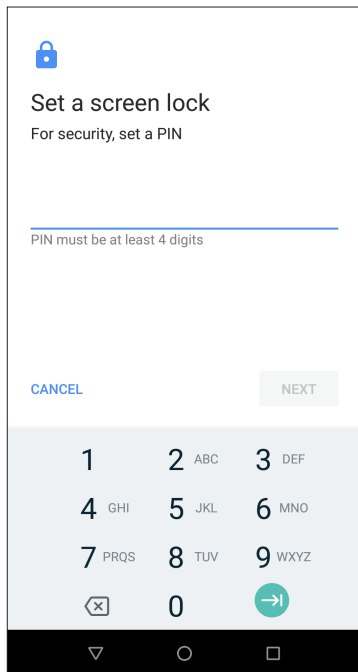 Set a screen lock
For security, set a PIN
PIN must be at least 4 digits
CANCEL NEXT
1 2 ABC 3 DEF
4 GHI 5 JKL 6 MNO
7 PRQS 8 TUV 9 WXYZ
0